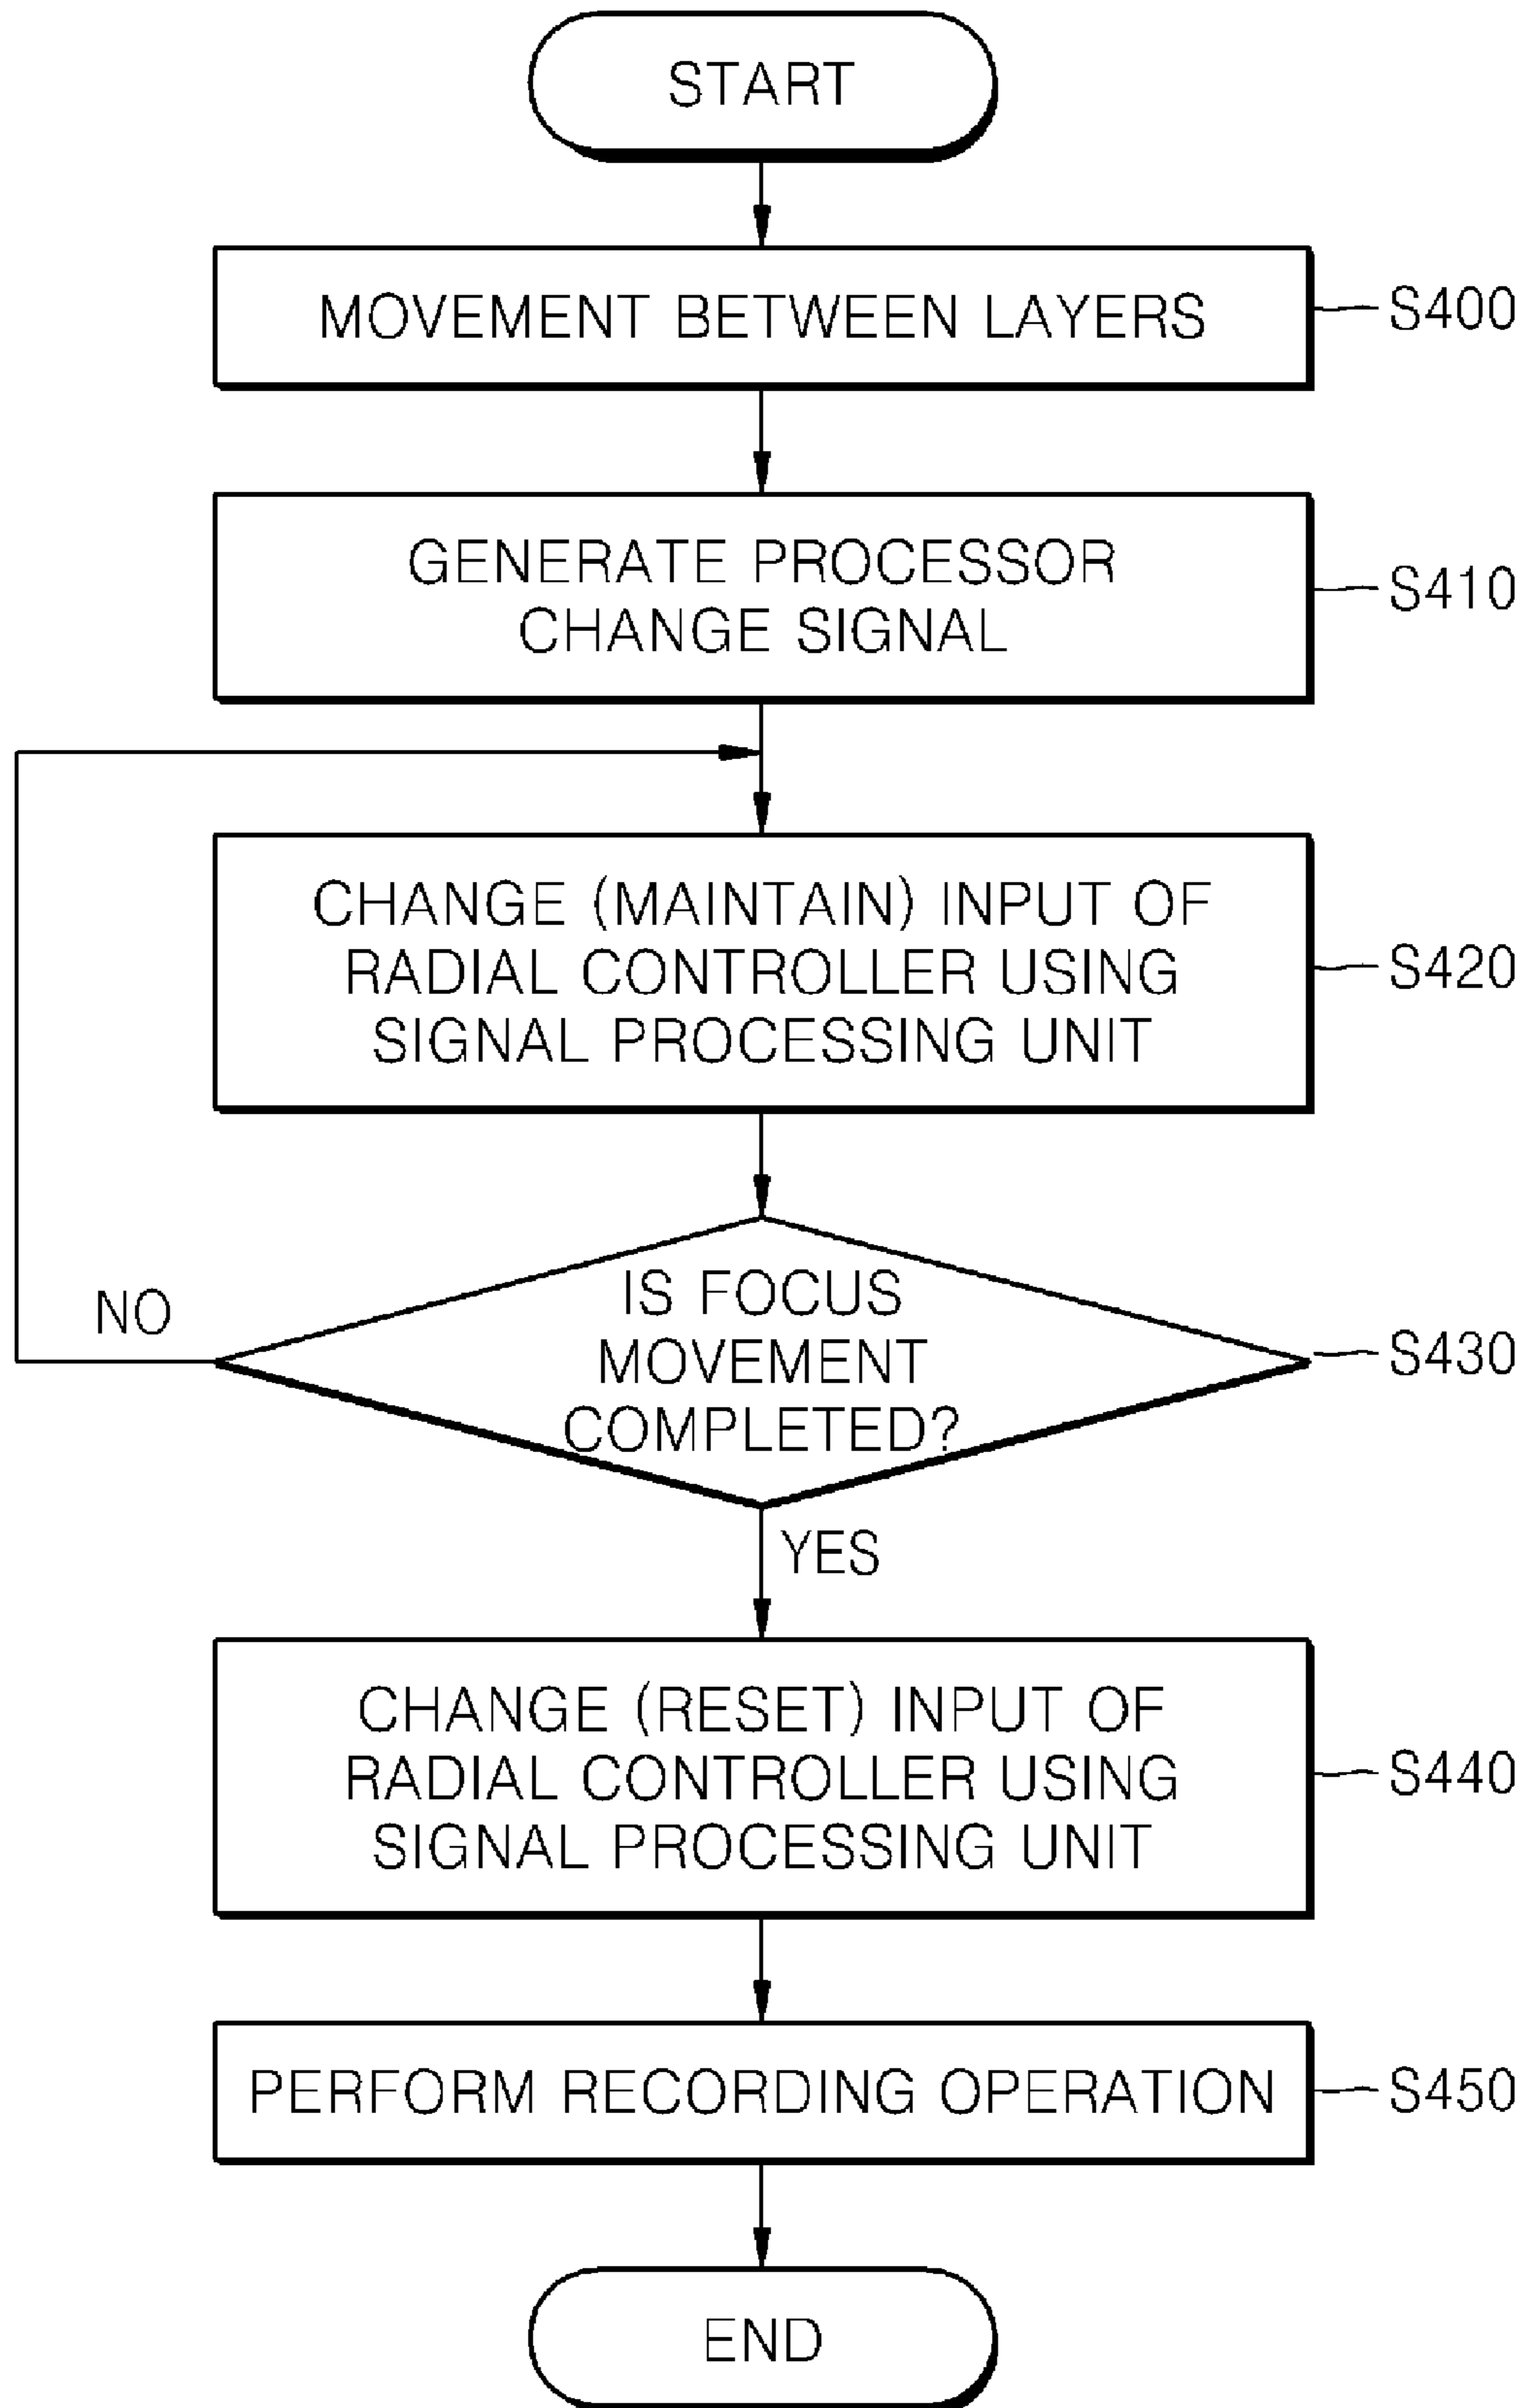 START
MOVEMENT BETWEEN LAYERS
S400
GENERATE PROCESSOR
CHANGE SIGNAL
S410
CHANGE (MAINTAIN) INPUT OF
RADIAL CONTROLLER USING
SIGNAL PROCESSING UNIT
S420
IS FOCUS
MOVEMENT
COMPLETED?
S430
NO
YES
CHANGE (RESET) INPUT OF
RADIAL CONTROLLER USING
SIGNAL PROCESSING UNIT
S440
PERFORM RECORDING OPERATION
S450
END